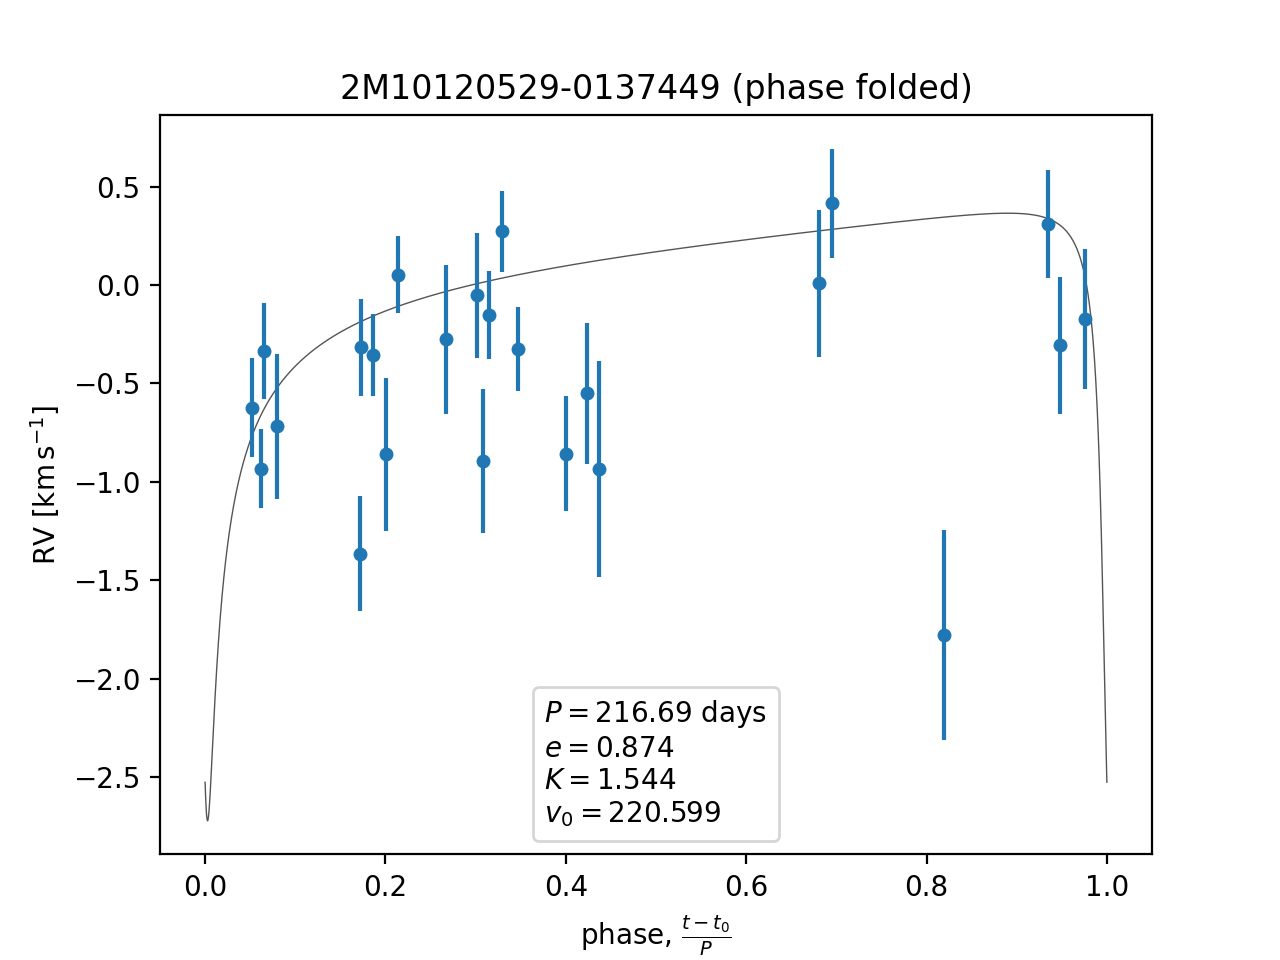 2M10120529-0137449 (phase folded)
RV [km s⁻¹]
0.5
0.0
−0.5
−1.0
−1.5
−2.0
−2.5
P = 216.69 days
e = 0.874
K = 1.544
v₀ = 220.599
0.0 0.2 0.4 0.6 0.8 1.0
phase, (t − t₀)/P